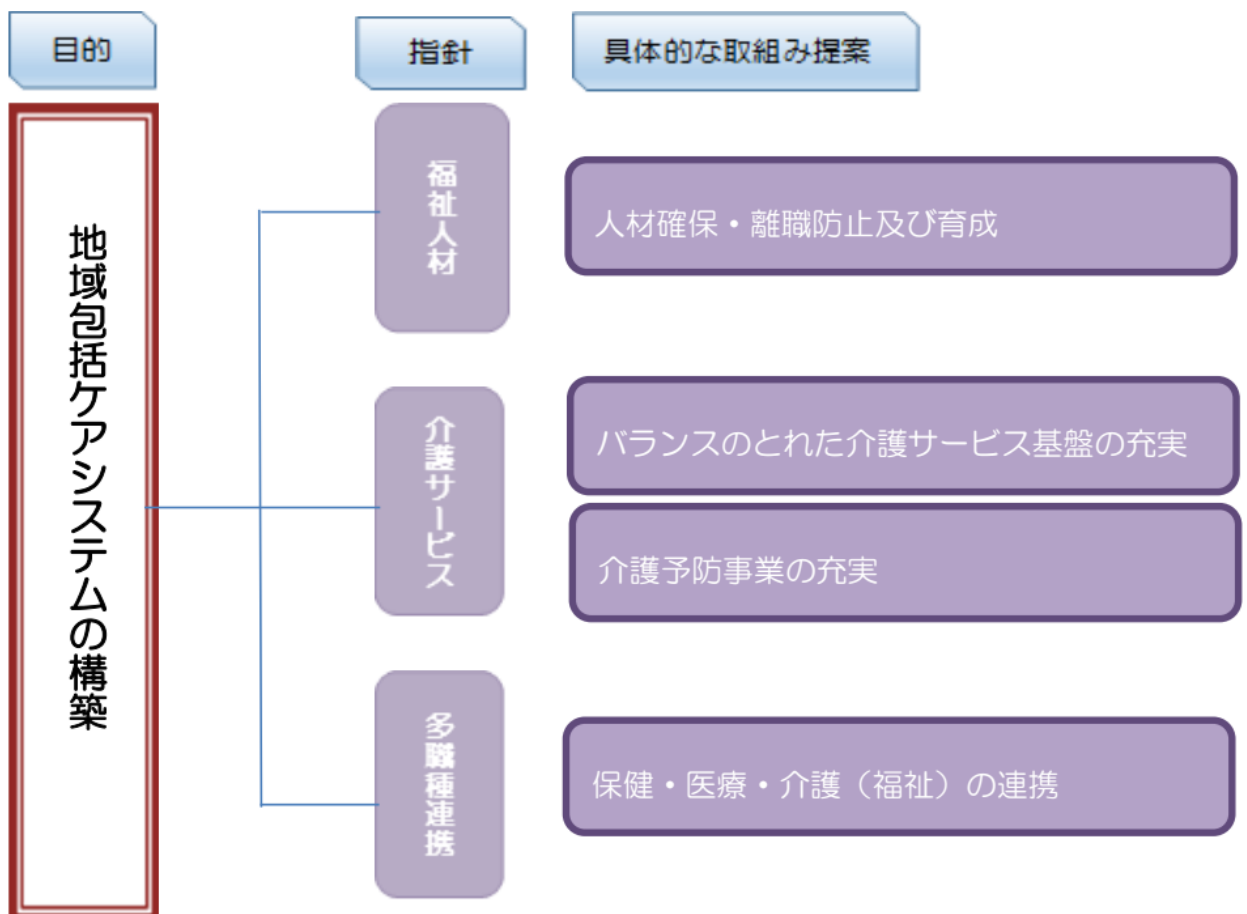 目的
指針
具体的な取組み提案
地域包括ケアシステムの構築
福祉人材
人材確保・離職防止及び育成
介護サービス
バランスのとれた介護サービス基盤の充実
介護予防事業の充実
多職種連携
保健・医療・介護（福祉）の連携